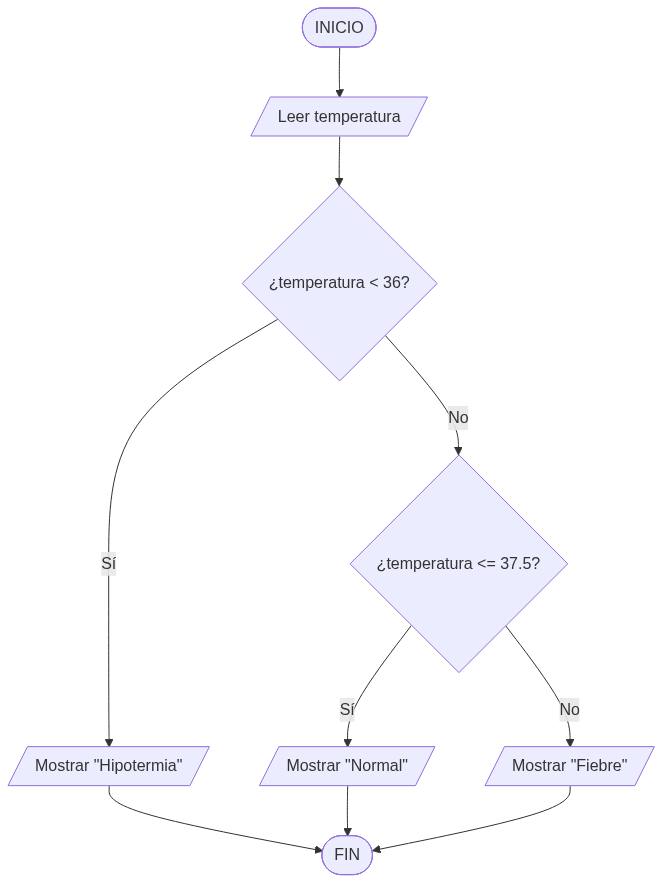 INICIO
Leer temperatura
¿temperatura < 36?
No
Sí
¿temperatura <= 37.5?
Sí
No
Mostrar "Hipotermia"
Mostrar "Normal"
Mostrar "Fiebre"
FIN